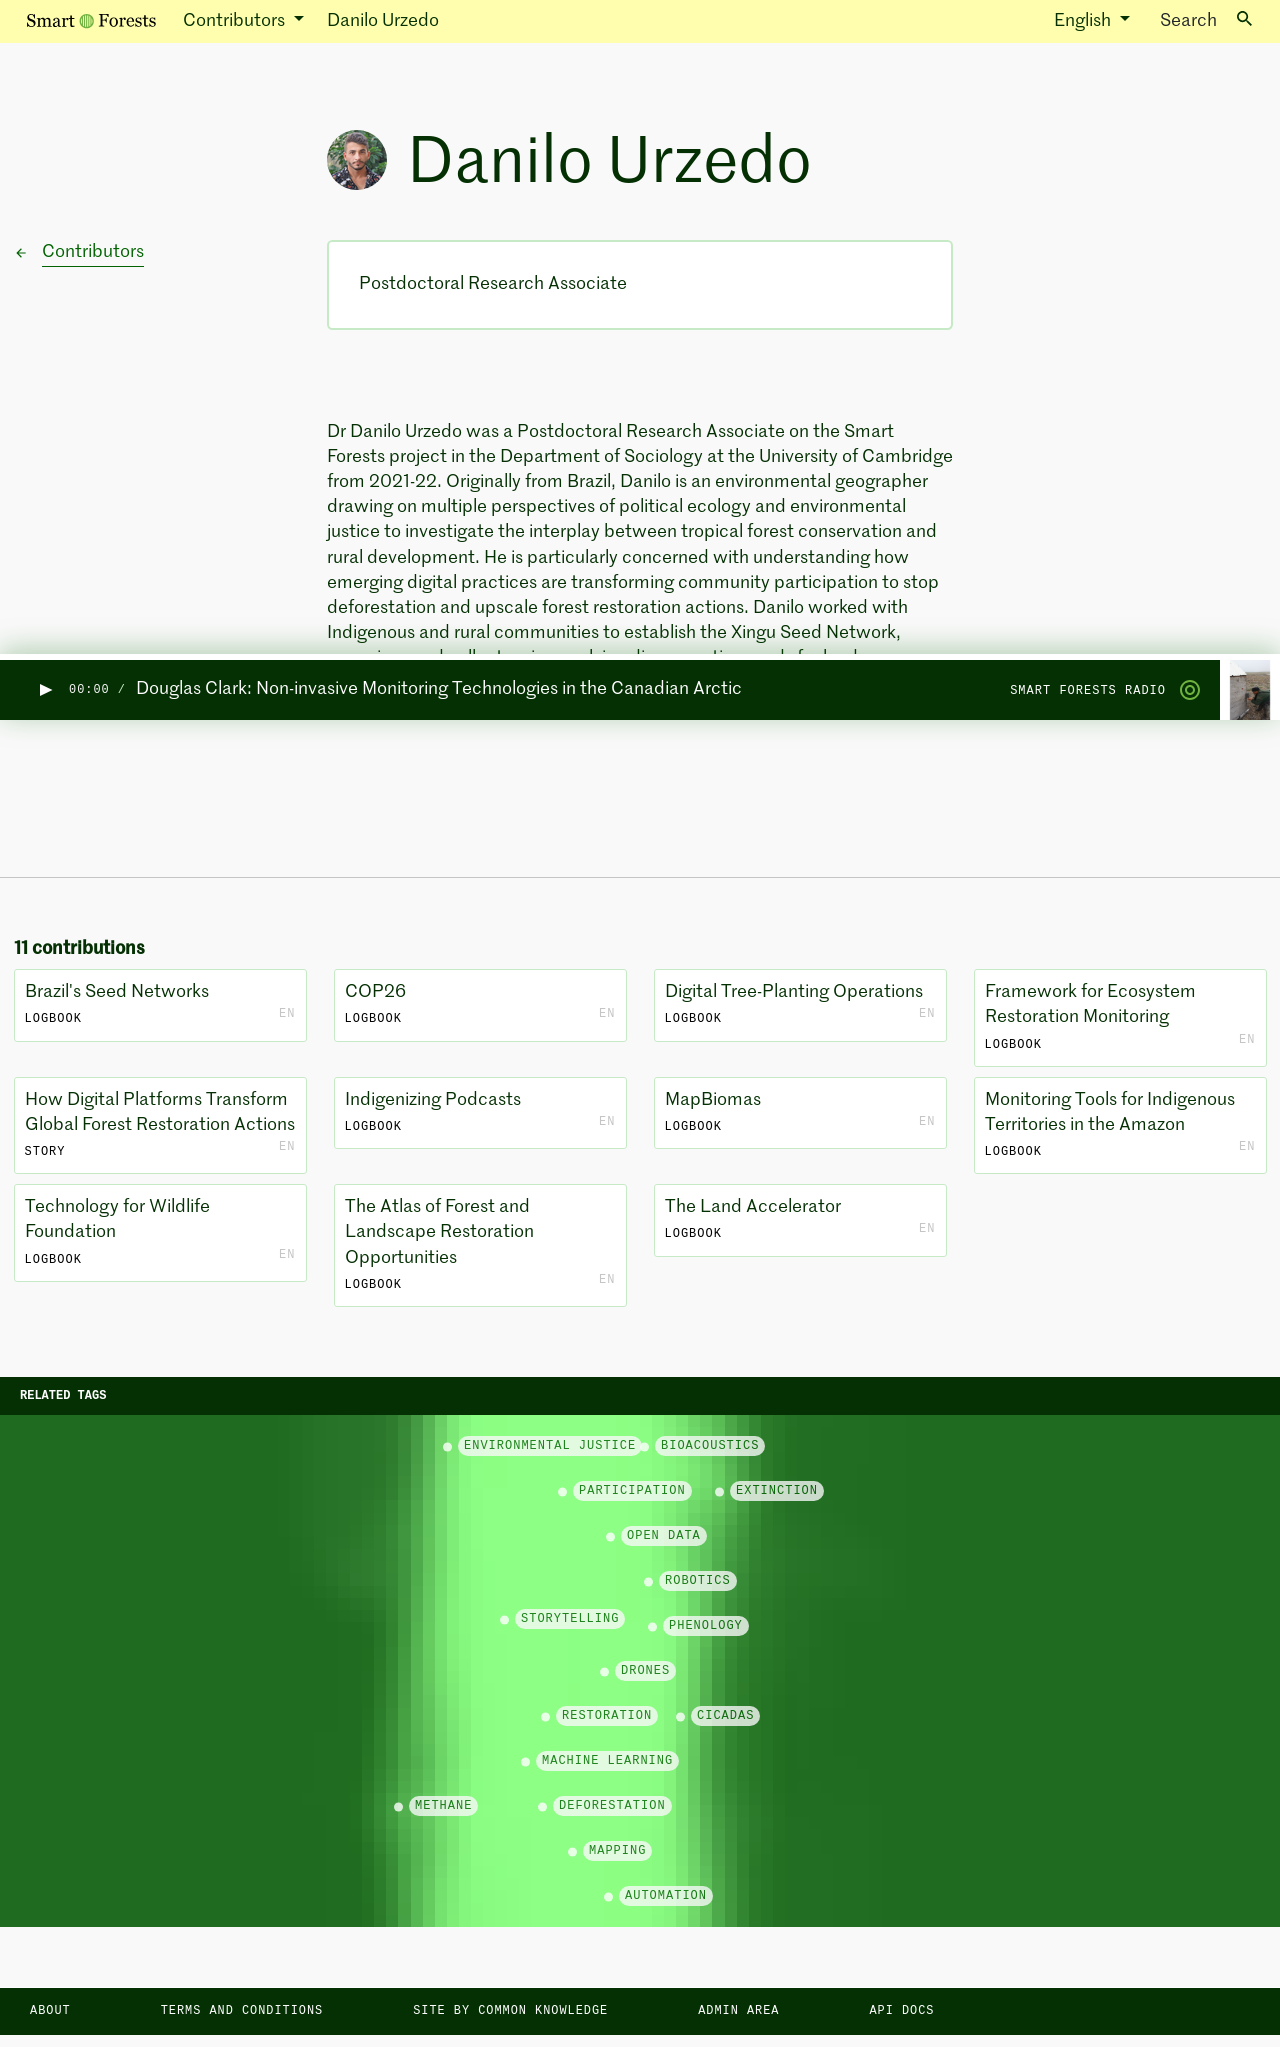 Smart Forests Contributors Danilo Urzedo English Search
Danilo Urzedo
Contributors
Postdoctoral Research Associate
Dr Danilo Urzedo was a Postdoctoral Research Associate on the Smart
Forests project in the Department of Sociology at the University of Cambridge
from 2021-22. Originally from Brazil, Danilo is an environmental geographer
drawing on multiple perspectives of political ecology and environmental
justice to investigate the interplay between tropical forest conservation and
rural development. He is particularly concerned with understanding how
emerging digital practices are transforming community participation to stop
deforestation and upscale forest restoration actions. Danilo worked with
Indigenous and rural communities to establish the Xingu Seed Network,
00:00 / Douglas Clark: Non-invasive Monitoring Technologies in the Canadian Arctic SMART FORESTS RADIO
11 contributions
Brazil's Seed Networks
LOGBOOK EN
COP26
LOGBOOK EN
Digital Tree-Planting Operations
LOGBOOK EN
Framework for Ecosystem
Restoration Monitoring
LOGBOOK EN
How Digital Platforms Transform
Global Forest Restoration Actions
STORY EN
Indigenizing Podcasts
LOGBOOK EN
MapBiomas
LOGBOOK EN
Monitoring Tools for Indigenous
Territories in the Amazon
LOGBOOK EN
Technology for Wildlife
Foundation
LOGBOOK EN
The Atlas of Forest and
Landscape Restoration
Opportunities
LOGBOOK EN
The Land Accelerator
LOGBOOK EN
RELATED TAGS
ENVIRONMENTAL JUSTICE BIOACOUSTICS
PARTICIPATION EXTINCTION
OPEN DATA
ROBOTICS
STORYTELLING PHENOLOGY
DRONES
RESTORATION CICADAS
MACHINE LEARNING
METHANE DEFORESTATION
MAPPING
AUTOMATION
ABOUT TERMS AND CONDITIONS SITE BY COMMON KNOWLEDGE ADMIN AREA API DOCS